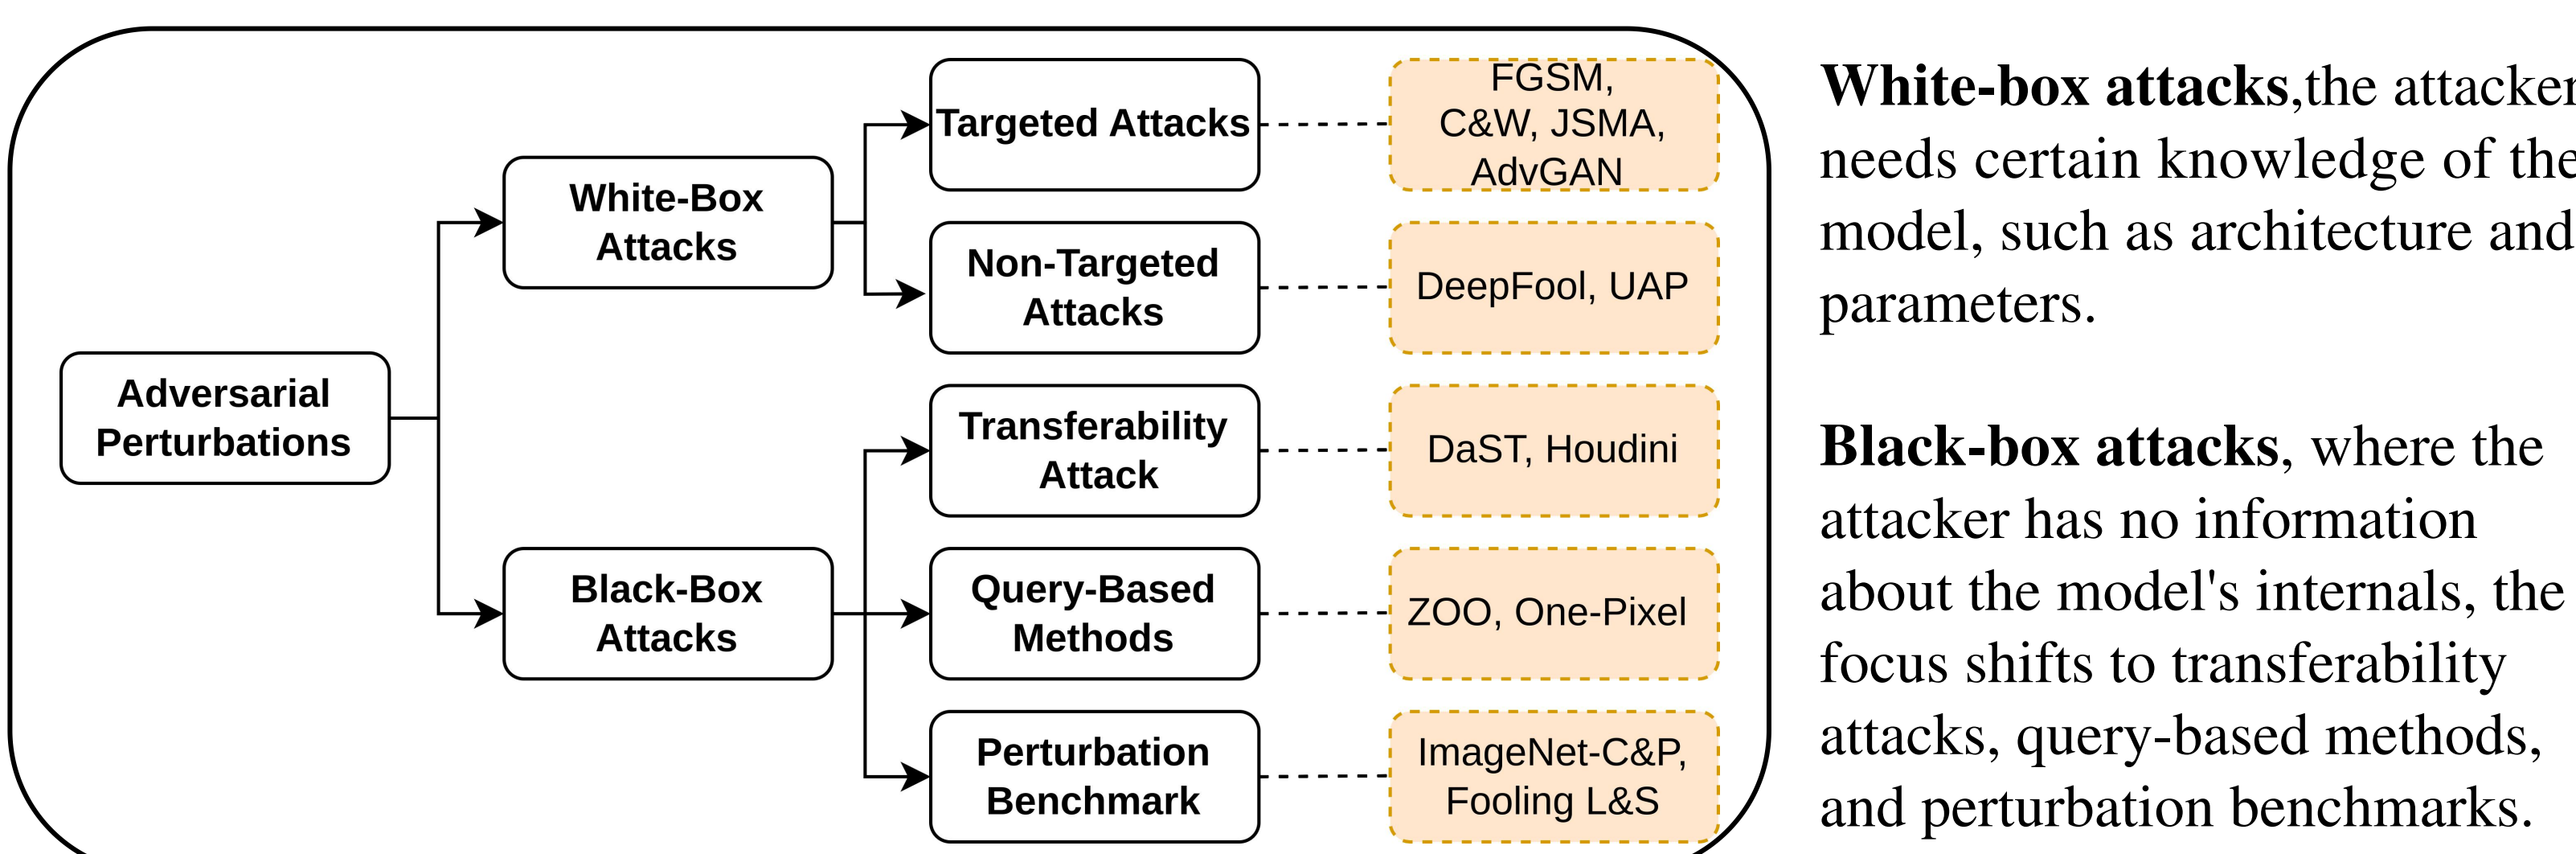 FGSM,
C&W, JSMA,
AdvGAN
Targeted Attacks
White-Box
Attacks
Non-Targeted
Attacks
DeepFool, UAP
Adversarial
Perturbations
Transferability
Attack
DaST, Houdini
Black-Box
Attacks
Query-Based
Methods
ZOO, One-Pixel
Perturbation
Benchmark
ImageNet-C&P,
Fooling L&S
White-box attacks,the attacker
needs certain knowledge of the
model, such as architecture and
parameters.
Black-box attacks, where the
attacker has no information
about the model's internals, the
focus shifts to transferability
attacks, query-based methods,
and perturbation benchmarks.